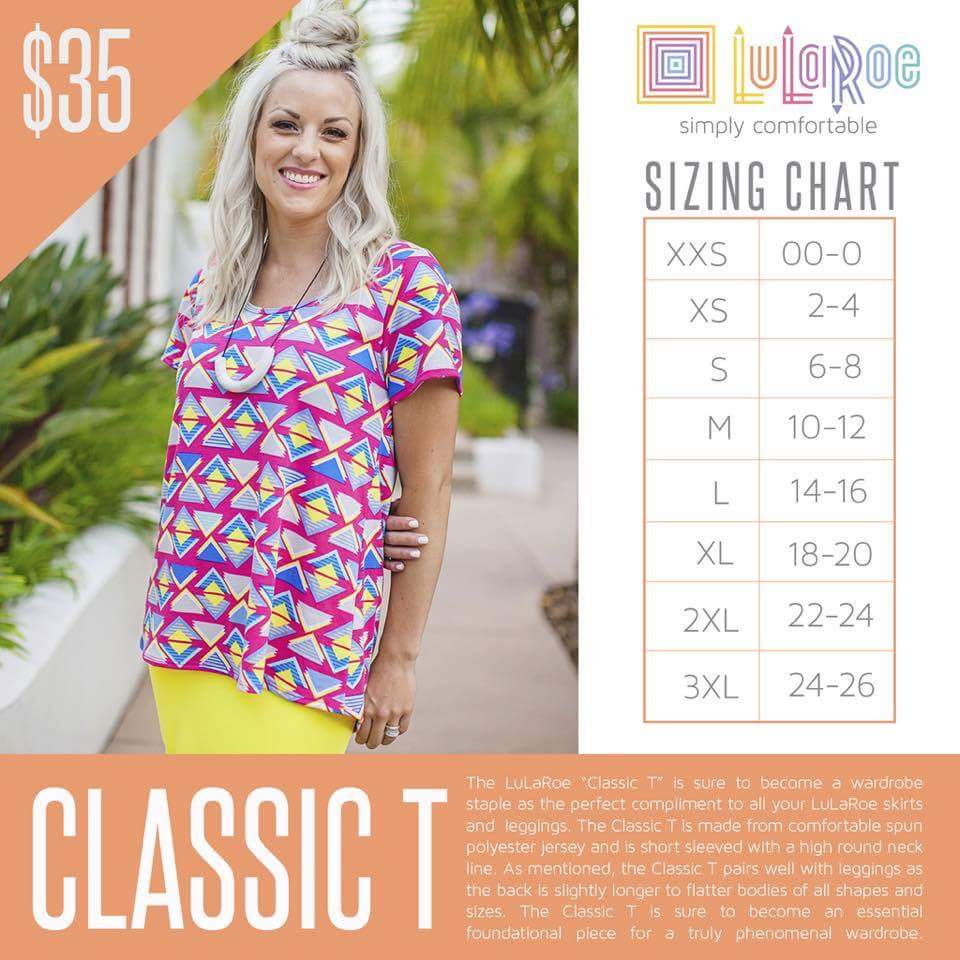 $35
LuLaRoe
simply comfortable
SIZING CHART
XXS 00-0
XS 2-4
S 6-8
M 10-12
L 14-16
XL 18-20
2XL 22-24
3XL 24-26
CLASSIC T
The LuLaRoe "Classic T" is sure to become a wardrobe
staple as the perfect compliment to all your LuLaRoe skirts
and leggings. The Classic T is made from comfortable spun
polyester jersey and is short sleeved with a high round neck
line. As mentioned, the Classic T pairs well with leggings as
the back is slightly longer to flatter bodies of all shapes and
sizes. The Classic T is sure to become an essential
foundational piece for a truly phenomenal wardrobe.